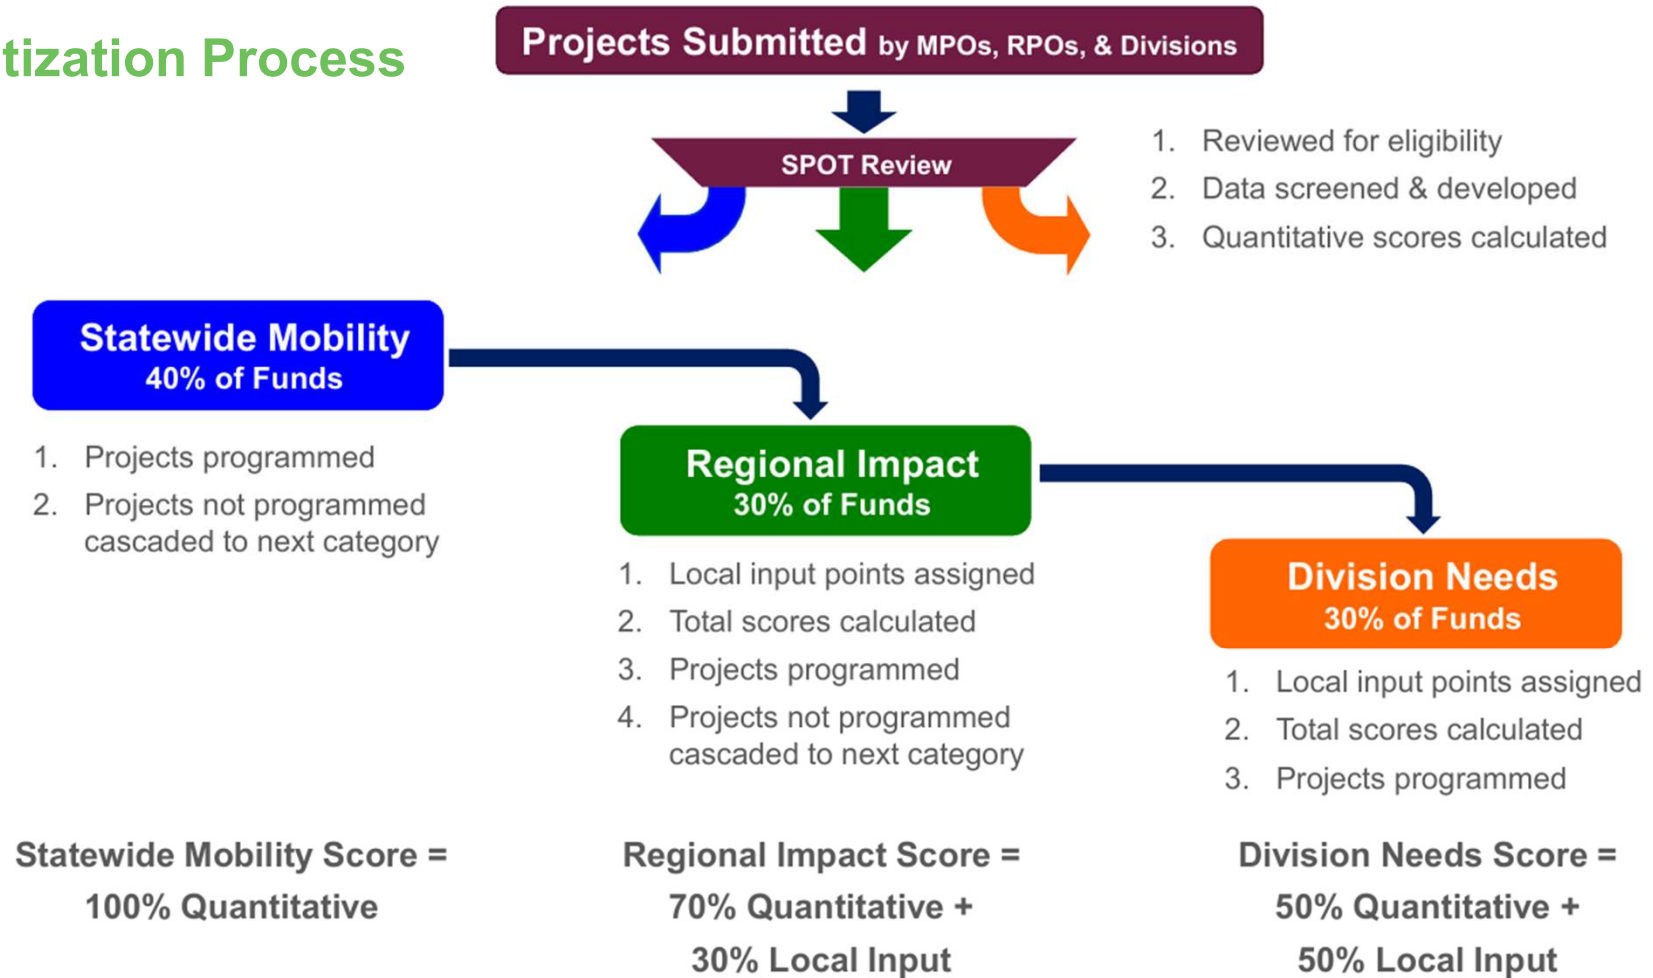 tization Process
Projects Submitted by MPOs, RPOs, & Divisions
SPOT Review
1. Reviewed for eligibility
2. Data screened & developed
3. Quantitative scores calculated
Statewide Mobility
40% of Funds
1. Projects programmed
2. Projects not programmed
cascaded to next category
Regional Impact
30% of Funds
1. Local input points assigned
2. Total scores calculated
3. Projects programmed
4. Projects not programmed
cascaded to next category
Division Needs
30% of Funds
1. Local input points assigned
2. Total scores calculated
3. Projects programmed
Statewide Mobility Score =
100% Quantitative
Regional Impact Score =
70% Quantitative +
30% Local Input
Division Needs Score =
50% Quantitative +
50% Local Input